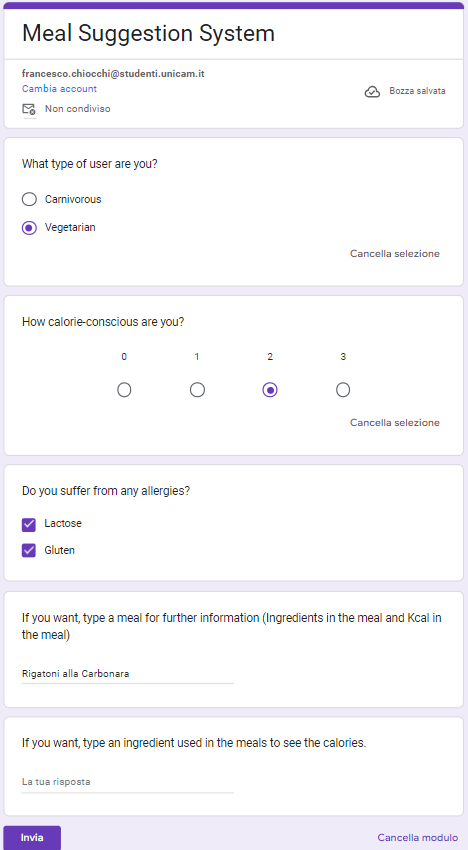 Meal Suggestion System
francesco.chiocchi@studenti.unicam.it
Cambia account
Bozza salvata
Non condiviso
What type of user are you?
Carnivorous
Vegetarian
Cancella selezione
How calorie-conscious are you?
0 1 2 3
Cancella selezione
Do you suffer from any allergies?
Lactose
Gluten
If you want, type a meal for further information (Ingredients in the meal and Kcal in
the meal)
Rigatoni alla Carbonara
If you want, type an ingredient used in the meals to see the calories.
La tua risposta
Invia
Cancella modulo